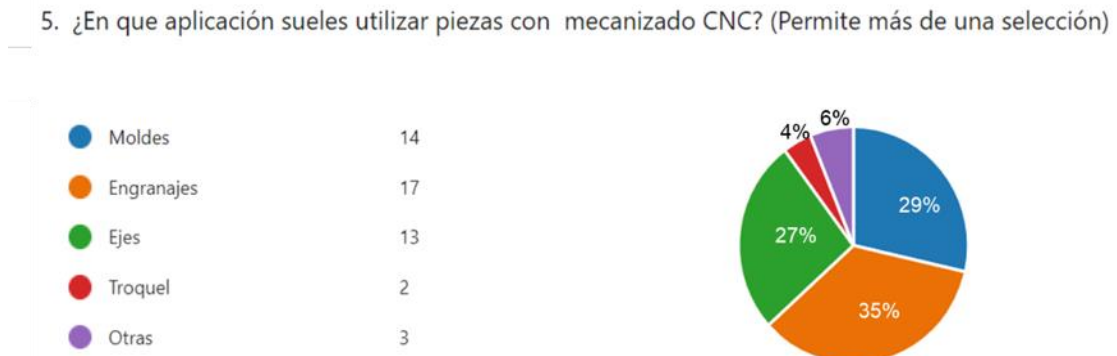 5. ¿En que aplicación sueles utilizar piezas con mecanizado CNC? (Permite más de una selección)
Moldes 14
Engranajes 17
Ejes 13
Troquel 2
Otras 3
4%
6%
29%
27%
35%